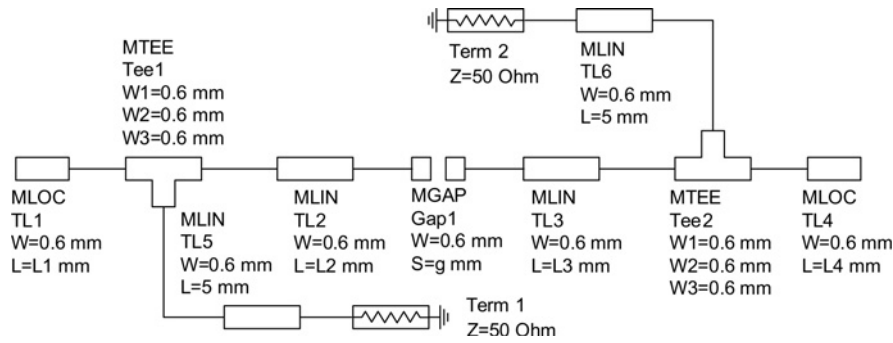 MTEE
Tee1
W1=0.6 mm
W2=0.6 mm
W3=0.6 mm
Term 2
Z=50 Ohm
MLIN
TL6
W=0.6 mm
L=5 mm
MLOC
TL1
W=0.6 mm
L=L1 mm
MLIN
TL5
W=0.6 mm
L=5 mm
MLIN
TL2
W=0.6 mm
L=L2 mm
MGAP
Gap1
W=0.6 mm
S=g mm
MLIN
TL3
W=0.6 mm
L=L3 mm
MTEE
Tee2
W1=0.6 mm
W2=0.6 mm
W3=0.6 mm
MLOC
TL4
W=0.6 mm
L=L4 mm
Term 1
Z=50 Ohm